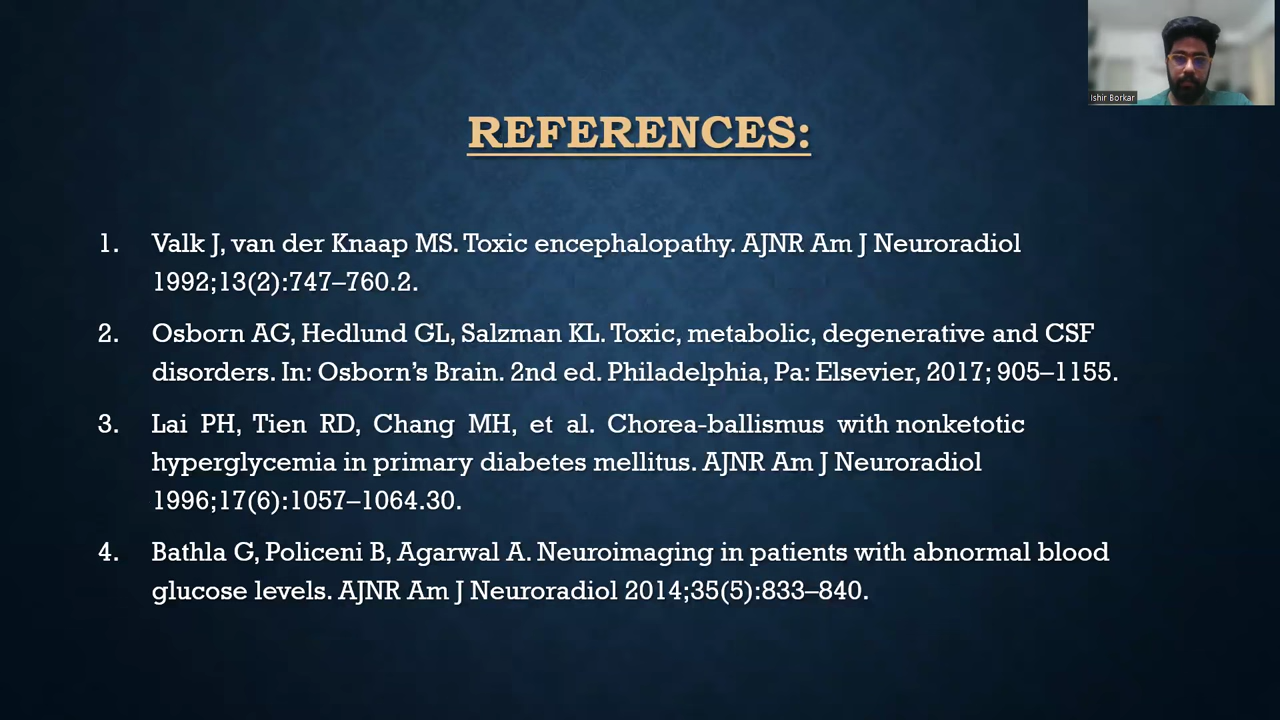 Ishir Borkar
REFERENCES:
1. Valk J, van der Knaap MS. Toxic encephalopathy. AJNR Am J Neuroradiol
1992;13(2):747–760.2.
2. Osborn AG, Hedlund GL, Salzman KL. Toxic, metabolic, degenerative and CSF
disorders. In: Osborn’s Brain. 2nd ed. Philadelphia, Pa: Elsevier, 2017; 905–1155.
3. Lai PH, Tien RD, Chang MH, et al. Chorea-ballismus with nonketotic
hyperglycemia in primary diabetes mellitus. AJNR Am J Neuroradiol
1996;17(6):1057–1064.30.
4. Bathla G, Policeni B, Agarwal A. Neuroimaging in patients with abnormal blood
glucose levels. AJNR Am J Neuroradiol 2014;35(5):833–840.